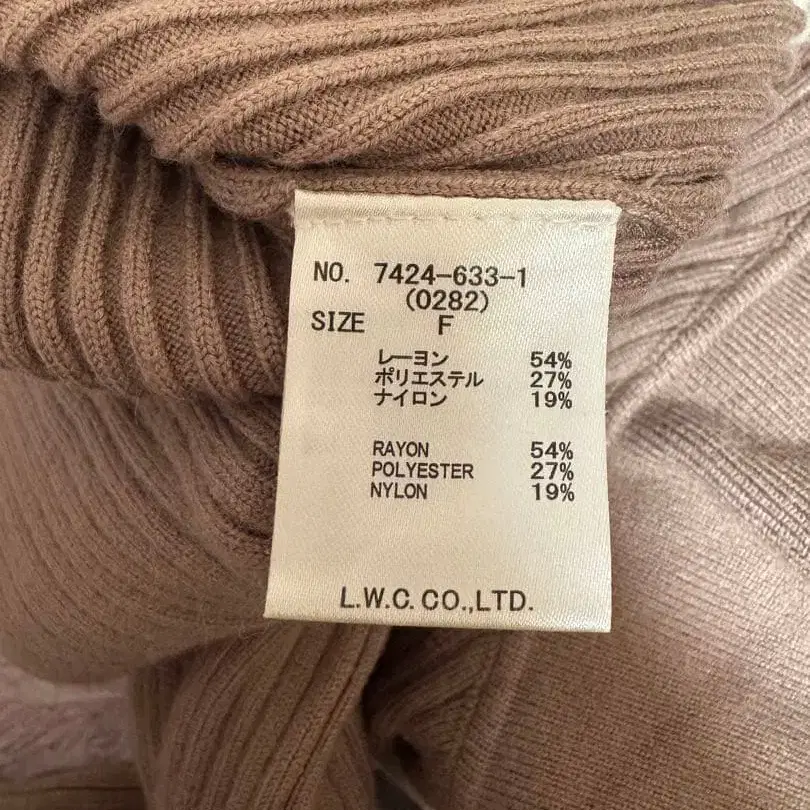 NO. 7424-633-1
(0282)
SIZE F
レーヨン 54%
ポリエステル 27%
ナイロン 19%
RAYON 54%
POLYESTER 27%
NYLON 19%
L.W.C. CO.,LTD.